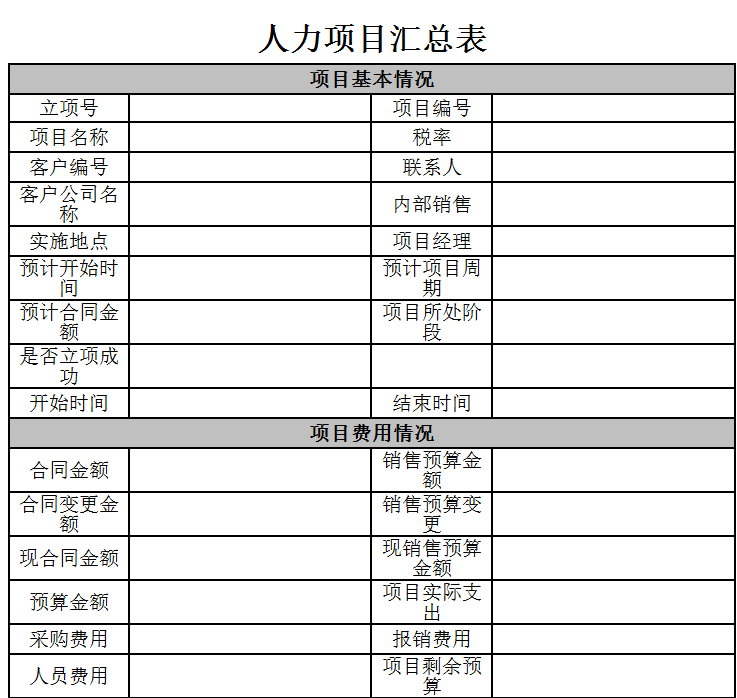 人力项目汇总表
项目基本情况
立项号 项目编号
项目名称 税率
客户编号 联系人
客户公司名
称
内部销售
实施地点 项目经理
预计开始时
间
预计项目周
期
预计合同金
额
项目所处阶
段
是否立项成
功
开始时间 结束时间
项目费用情况
合同金额
销售预算金
额
合同变更金
额
销售预算变
更
现合同金额
现销售预算
金额
预算金额
项目实际支
出
采购费用 报销费用
人员费用
项目剩余预
算